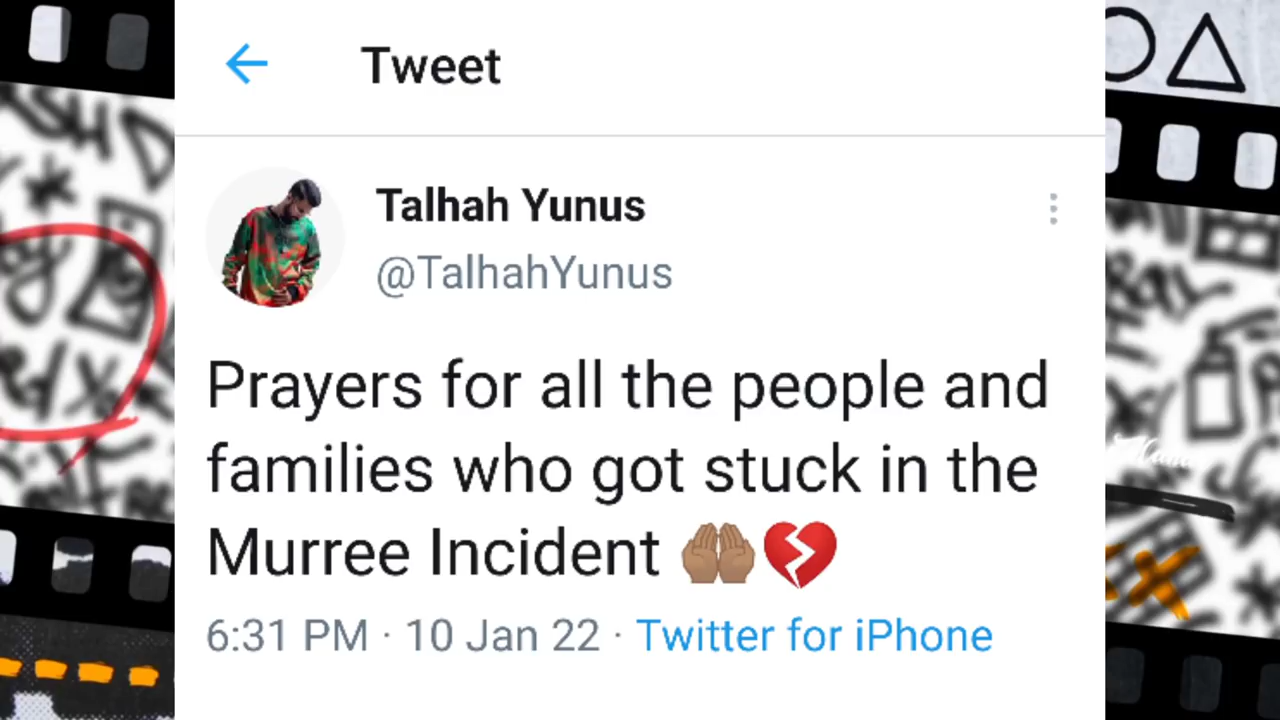 Tweet
Talhah Yunus
@TalhahYunus
Prayers for all the people and
families who got stuck in the
Murree Incident 🤲🏽💔
6:31 PM · 10 Jan 22 · Twitter for iPhone